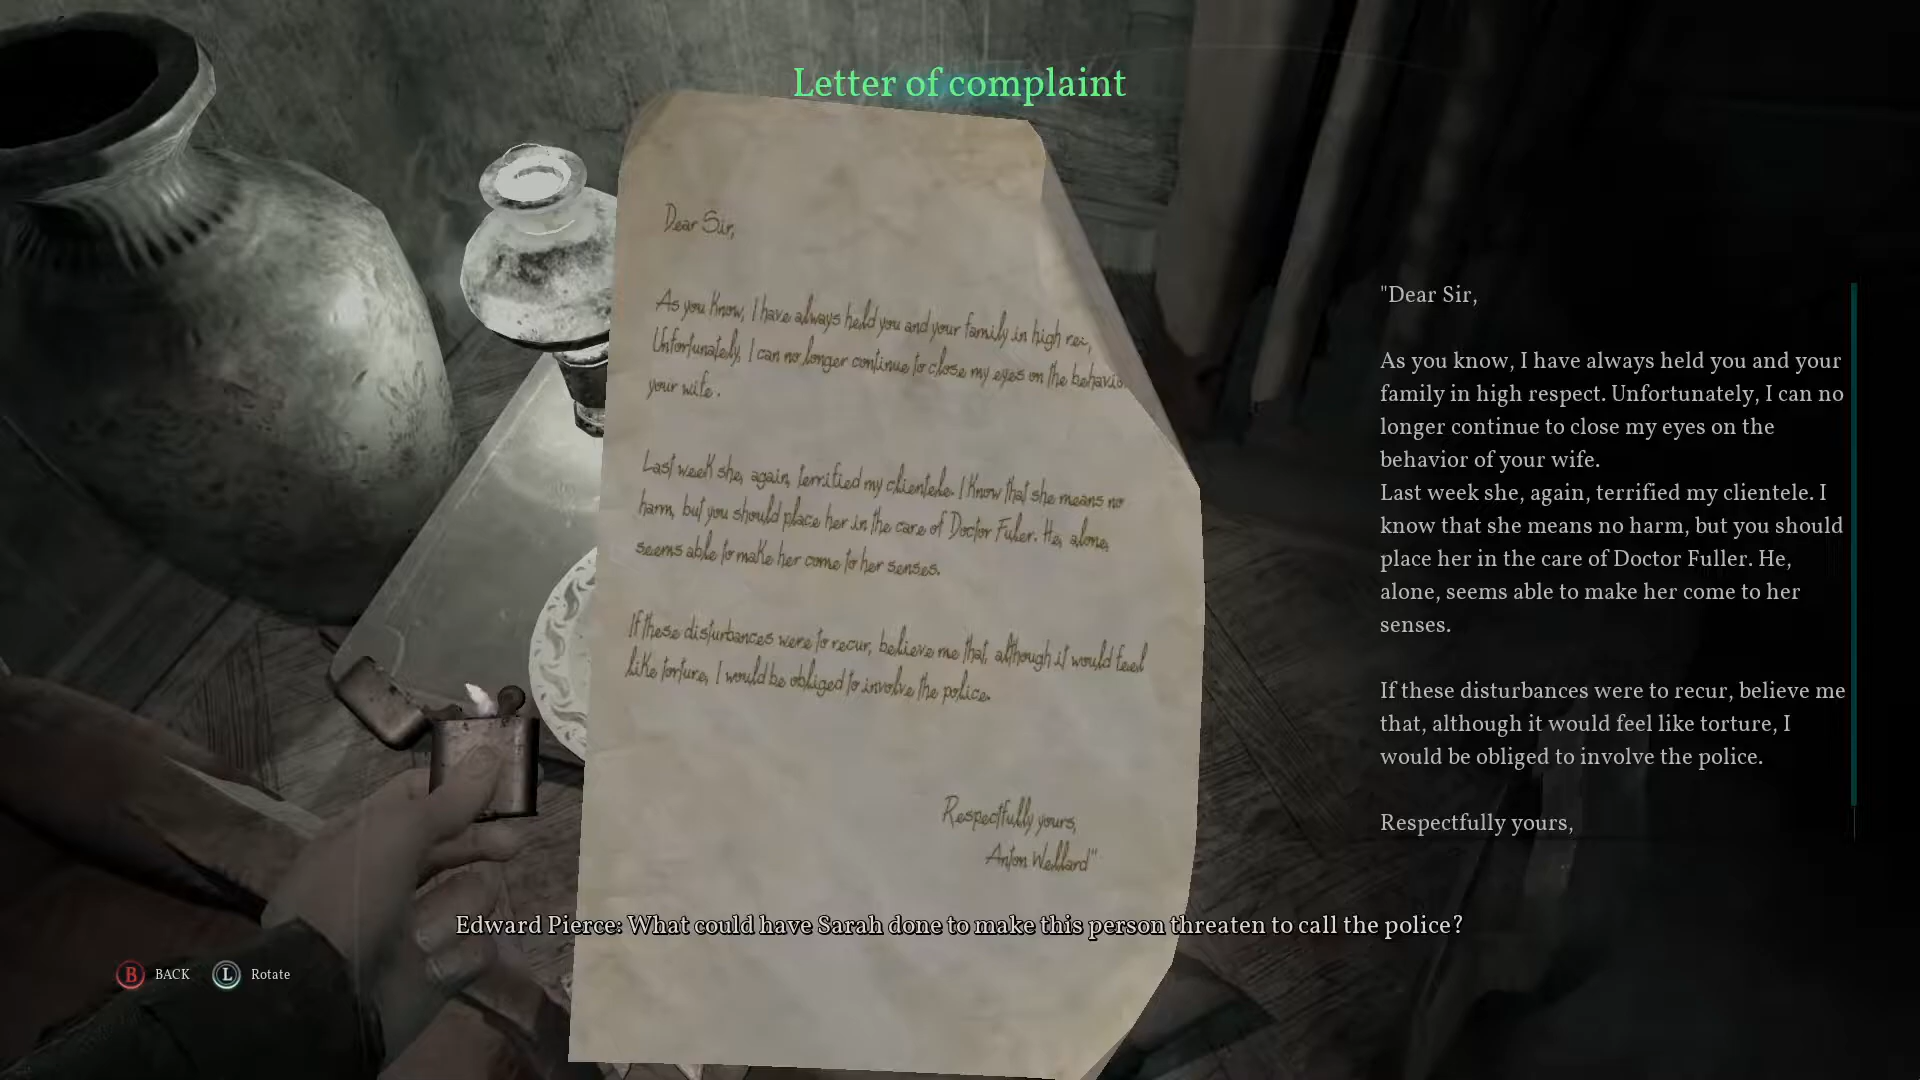 Letter of complaint
Dear Sir,
As you know, I have always held you and your family in high
Unfortunately, I can no longer continue to close my eyes on the behavio
your wife.
Last week she, again, terrified my clientele. I know that she means no
harm, but you should place her in the care of Doctor Fuller. He, alone,
seems able to make her come to her senses.
If these disturbances were to recur, believe me that, although it would feel
like torture, I would be obliged to involve the police.
Respectfully yours,
Anton Wellard"
"Dear Sir,
As you know, I have always held you and your
family in high respect. Unfortunately, I can no
longer continue to close my eyes on the
behavior of your wife.
Last week she, again, terrified my clientele. I
know that she means no harm, but you should
place her in the care of Doctor Fuller. He,
alone, seems able to make her come to her
senses.
If these disturbances were to recur, believe me
that, although it would feel like torture, I
would be obliged to involve the police.
Respectfully yours,
Edward Pierce: What could have Sarah done to make this person threaten to call the police?
B BACK L Rotate